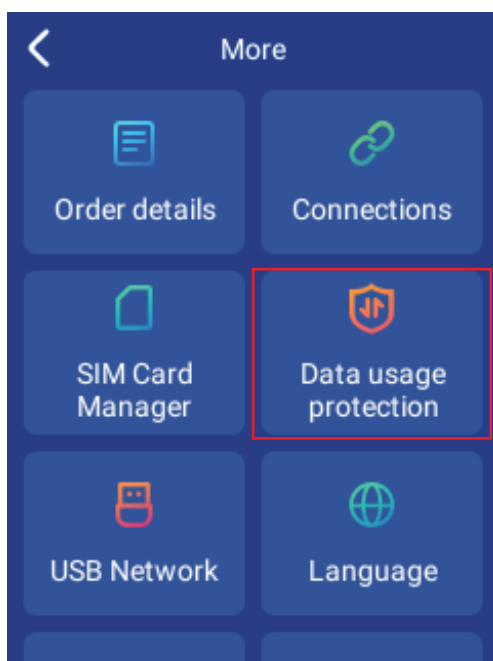 More
Order details
Connections
SIM Card
Manager
Data usage
protection
USB Network
Language